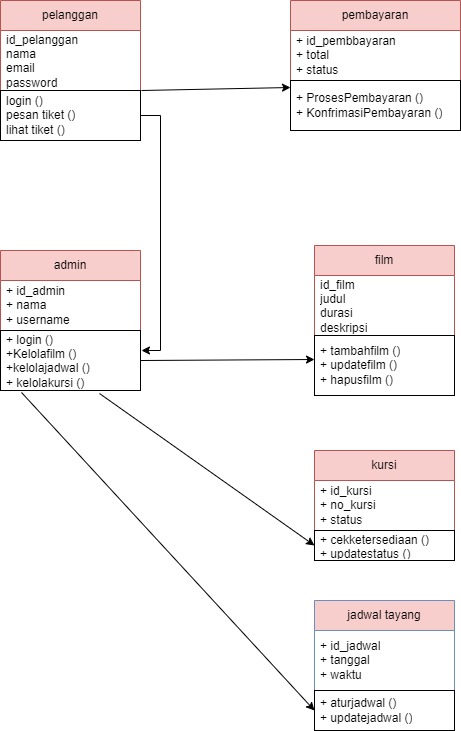 pelanggan
id_pelanggan
nama
email
password
login ()
pesan tiket ()
lihat tiket ()
pembayaran
+ id_pembbayaran
+ total
+ status
+ ProsesPembayaran ()
+ KonfrimasiPembayaran ()
admin
+ id_admin
+ nama
+ username
+ login ()
+Kelolafilm ()
+kelolajadwal ()
+ kelolakursi ()
film
id_film
judul
durasi
deskripsi
+ tambahfilm ()
+ updatefilm ()
+ hapusfilm ()
kursi
+ id_kursi
+ no_kursi
+ status
+ cekketersediaan ()
+ updatestatus ()
jadwal tayang
+ id_jadwal
+ tanggal
+ waktu
+ aturjadwal ()
+ updatejadwal ()